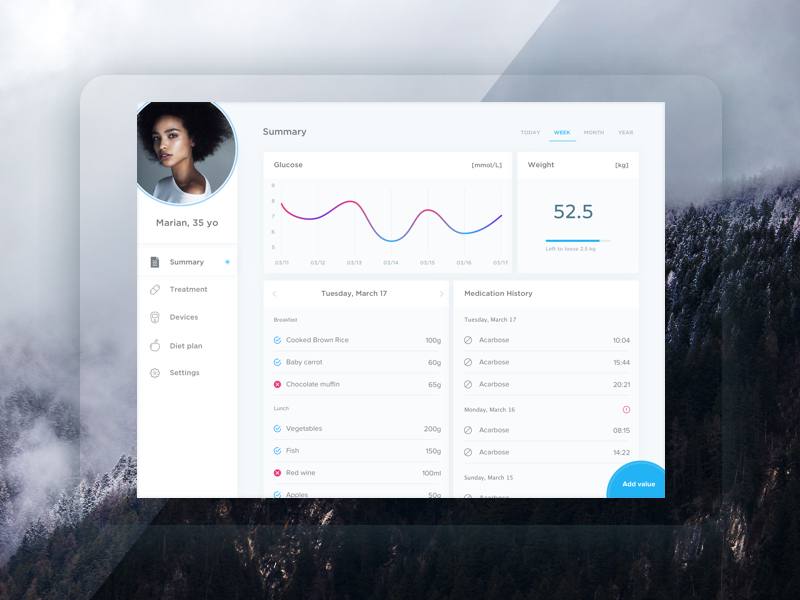 Summary
TODAY WEEK MONTH YEAR
Marian, 35 yo
Summary
Treatment
Devices
Diet plan
Settings
Glucose [mmol/L]
9
8
7
6
5
03/11 03/12 03/13 03/14 03/15 03/16 03/17
Weight [kg]
52.5
Left to loose 2.5 kg
Tuesday, March 17
Breakfast
Cooked Brown Rice 100g
Baby carrot 60g
Chocolate muffin 65g
Lunch
Vegetables 200g
Fish 150g
Red wine 100ml
Apples 50g
Medication History
Tuesday, March 17
Acarbose 10:04
Acarbose 15:44
Acarbose 20:21
Monday, March 16
Acarbose 08:15
Acarbose 14:22
Sunday, March 15
Acarbose
Add value